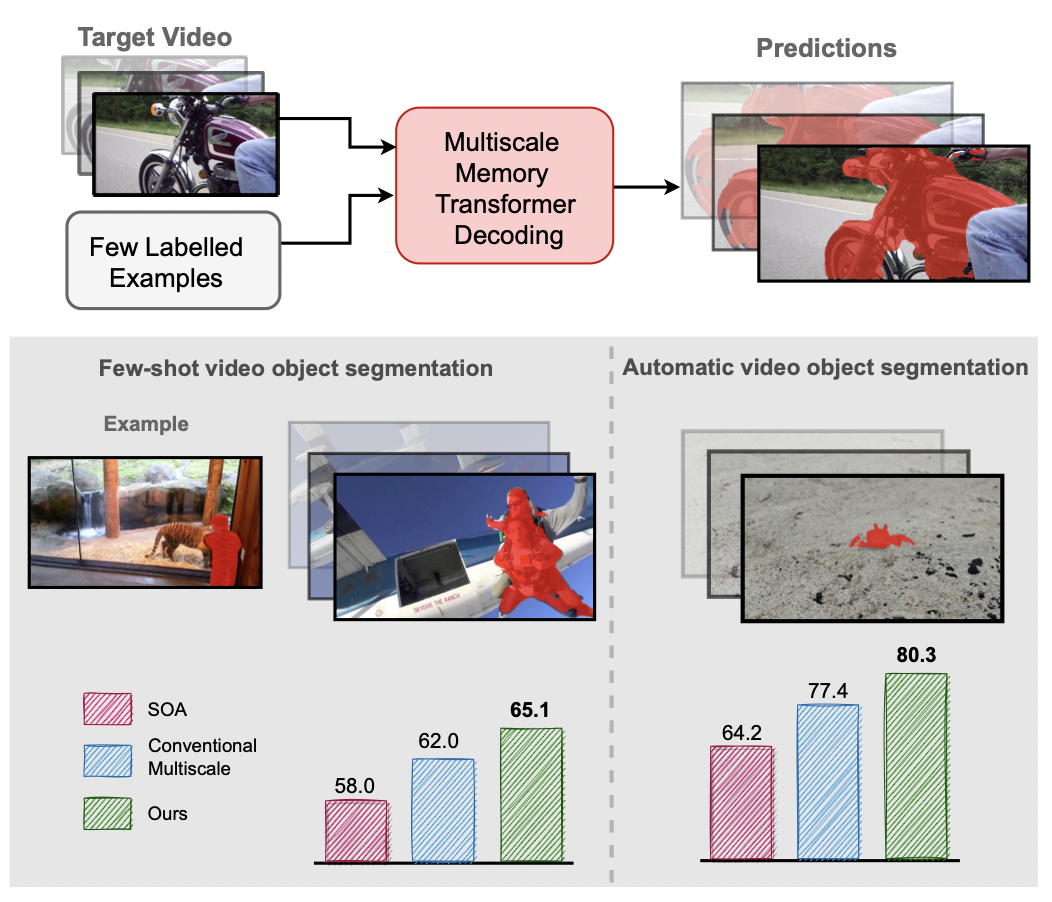 Target Video
Predictions
Few Labelled
Examples
Multiscale
Memory
Transformer
Decoding
Few-shot video object segmentation
Automatic video object segmentation
Example
SKYDIVE THE RANCH
SOA
Conventional
Multiscale
Ours
58.0
62.0
65.1
64.2
77.4
80.3